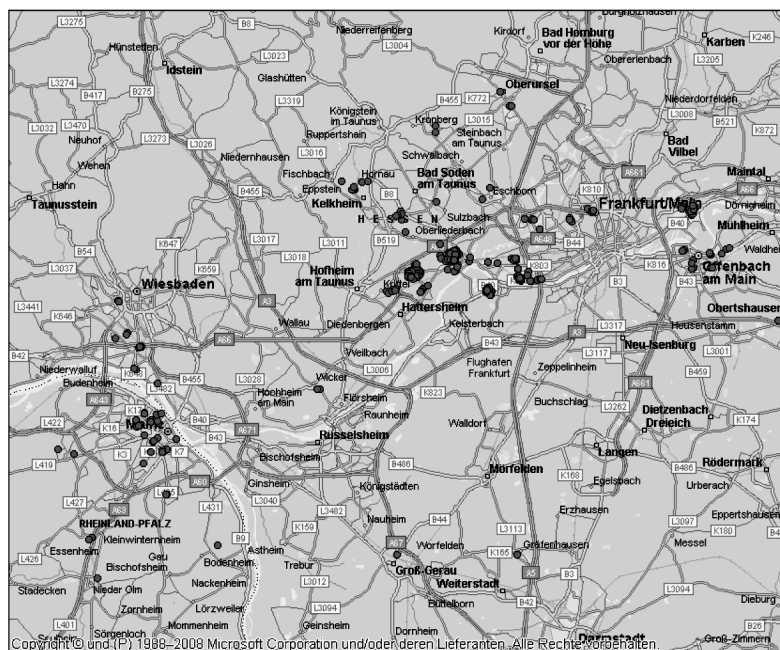 L3275
B8
Niederreifenberg
Kirdorf
Bad Homburg
vor der Höhe
Karben
K246
Hünstetten
L3023
L3004
Obererlenbach
L3205
Idstein
Glashütten
L3274
B275
B417
L3319
B455
K772
Oberursel
Niederdorfelden
Königstein
im Taunus
Kronberg
L3015
L3008
B521
L3032
L3470
L3273
L3026
Ruppertshain
Steinbach
am Taunus
K872
Neuhof
Wehen
Niedernhausen
L3016
Schwalbach
Bad
Vilbel
Hahn
Fischbach
Hornau
Eppstein
Bad Soden
am Taunus
Eschborn
A661
Maintal
Taunusstein
B455
Kelkheim
B8
K810
Frankfurt/Main
A66
Dörnigheim
HESSEN
Sulzbach
L3017
L3011
B519
Oberliederbach
A648
B44
B40
Mühlheim
B54
K647
L3018
L3037
K659
Hofheim
am Taunus
K803
K816
Offenbach
am Main
Wiesbaden
B3
B43
L3441
Hattersheim
Obertshausen
K646
A3
Wallau
Diedenbergen
Kelsterbach
L3317
Heusenstamm
A66
B43
A3
Neu-Isenburg
B42
Weilbach
Flughafen
Frankfurt
L3117
L3001
Niederwalluf
L3006
Zeppelinheim
B459
Budenheim
L3482
B455
L3028
Wicker
A661
A643
Hochheim
am Main
Flörsheim
K823
Buchschlag
L422
B40
Raunheim
L3262
Dietzenbach
K16
A671
Walldorf
Dreieich
K174
B43
Rüsselsheim
L419
K3
K7
Langen
Bischofsheim
B486
Mörfelden
B486
Rödermark
A60
Ginsheim
K168
Egelsbach
Urberach
L427
L3040
Königstädten
A63
L431
L3482
Erzhausen
Eppertshausen
RHEINLAND-PFALZ
Nauheim
B44
L3113
L3097
Kleinwinternheim
B9
K159
K180
Essenheim
Astheim
A67
Worfelden
K165
Gräfenhausen
Messel
L426
Gau
Bischofsheim
Bodenheim
Trebur
Groß-Gerau
A5
B3
Nackenheim
L3012
Weiterstadt
L3094
Stadecken
Nieder Olm
Büttelborn
B42
Dieburg
Zornheim
Lörzweiler
L3094
L401
Mommenheim
Geinsheim
Dornheim
B26
Sörgenloch
Darmstadt
Groß-Zimmern
Copyright © und (P) 1988–2008 Microsoft Corporation und/oder deren Lieferanten. Alle Rechte vorbehalten.